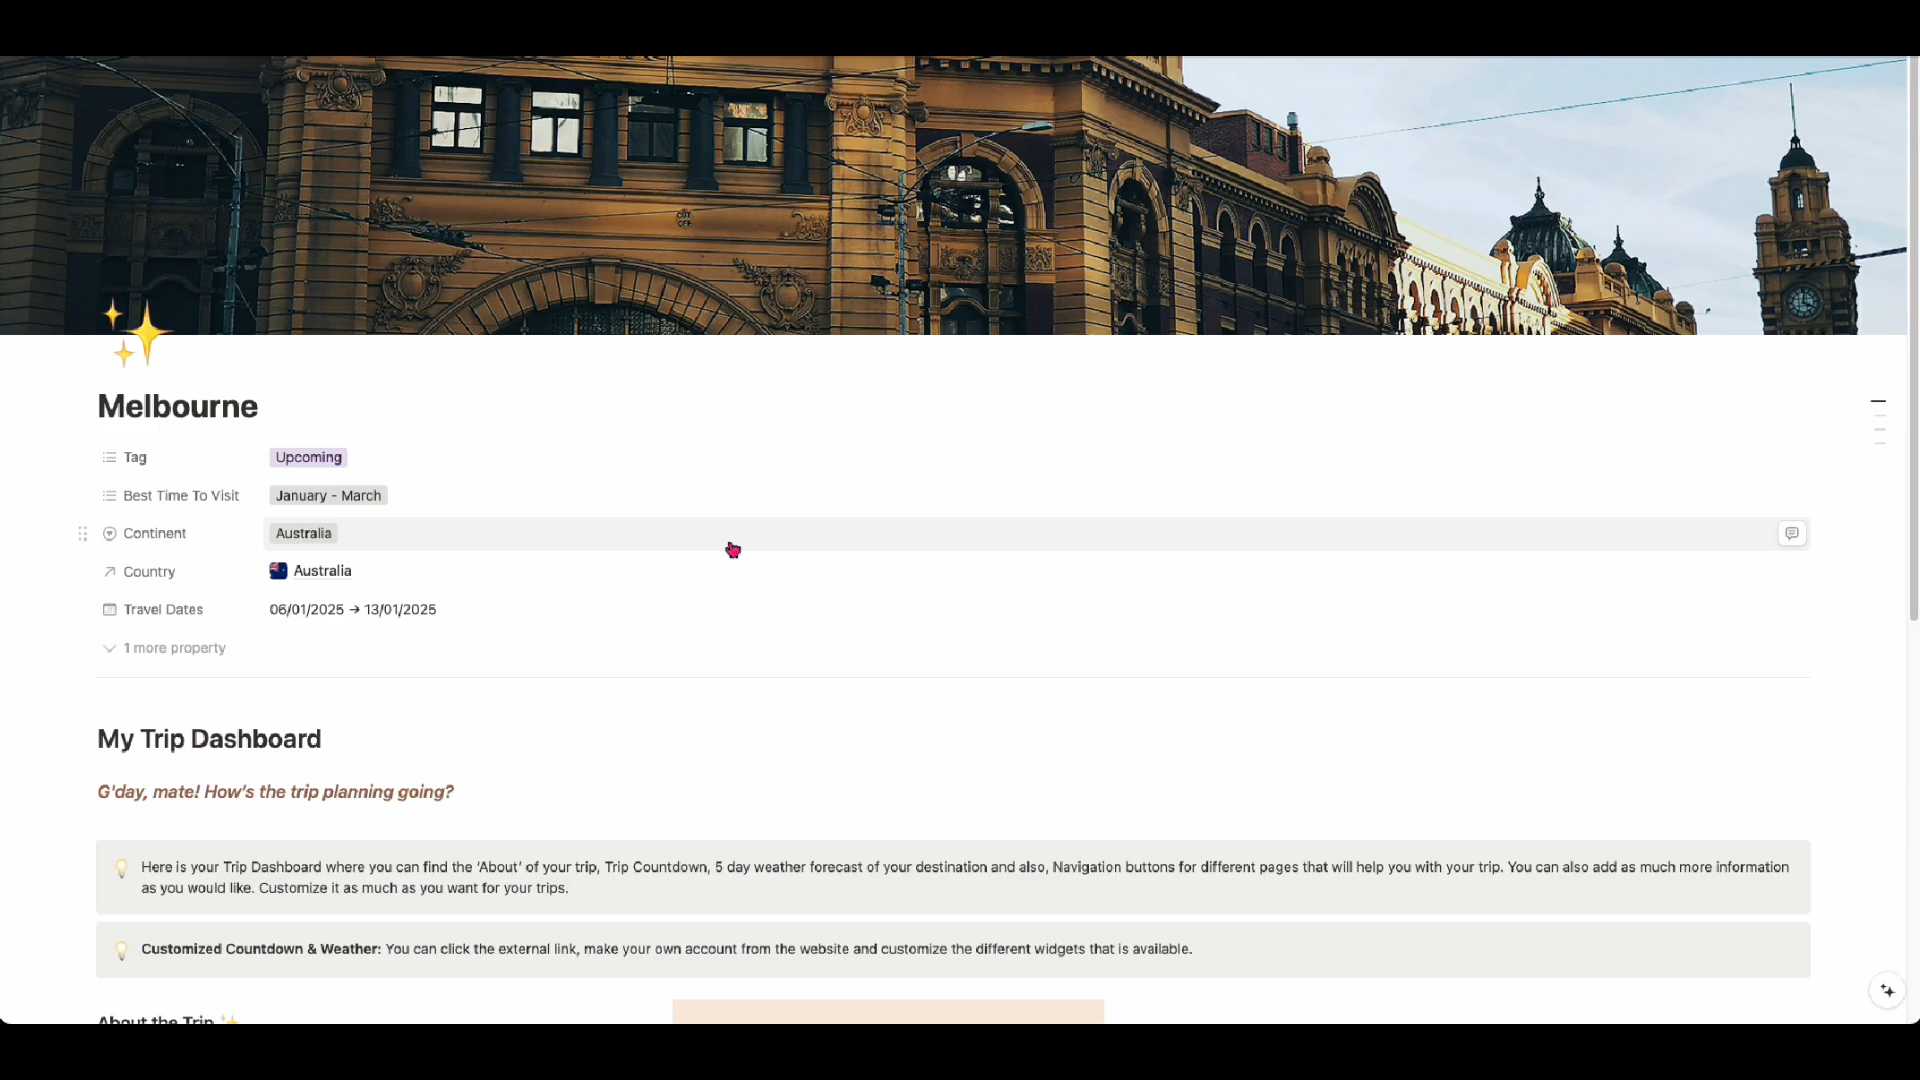 CUT
OFF
Melbourne
Tag Upcoming
Best Time To Visit January - March
Continent Australia
Country Australia
Travel Dates 06/01/2025 → 13/01/2025
1 more property
My Trip Dashboard
G'day, mate! How's the trip planning going?
Here is your Trip Dashboard where you can find the ‘About’ of your trip, Trip Countdown, 5 day weather forecast of your destination and also, Navigation buttons for different pages that will help you with your trip. You can also add as much more information
as you would like. Customize it as much as you want for your trips.
Customized Countdown & Weather: You can click the external link, make your own account from the website and customize the different widgets that is available.
About the Trip